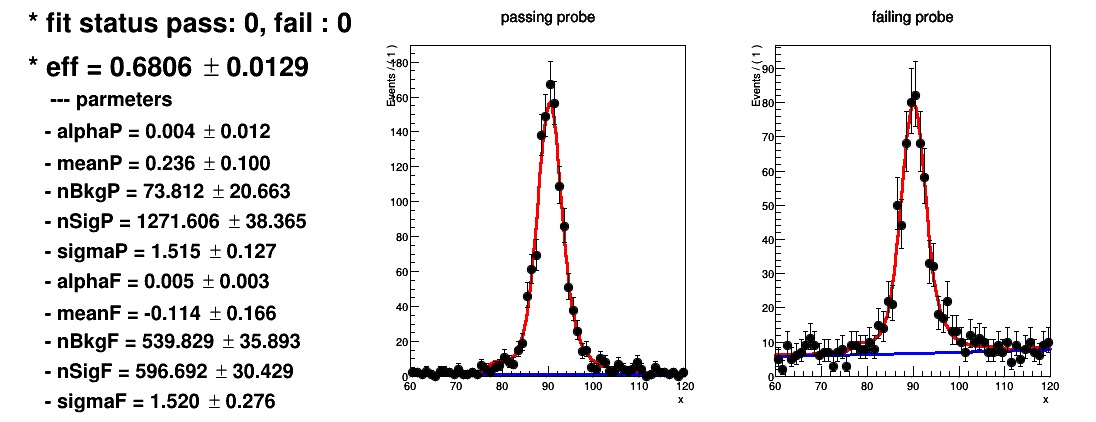 * fit status pass: 0, fail : 0
* eff = 0.6806 ± 0.0129
--- parmeters
- alphaP = 0.004 ± 0.012
- meanP = 0.236 ± 0.100
- nBkgP = 73.812 ± 20.663
- nSigP = 1271.606 ± 38.365
- sigmaP = 1.515 ± 0.127
- alphaF = 0.005 ± 0.003
- meanF = -0.114 ± 0.166
- nBkgF = 539.829 ± 35.893
- nSigF = 596.692 ± 30.429
- sigmaF = 1.520 ± 0.276
passing probe
Events / ( 1 )
180
160
140
120
100
80
60
40
20
0
60 70 80 90 100 110 120
x
failing probe
Events / ( 1 )
90
80
70
60
50
40
30
20
10
0
60 70 80 90 100 110 120
x